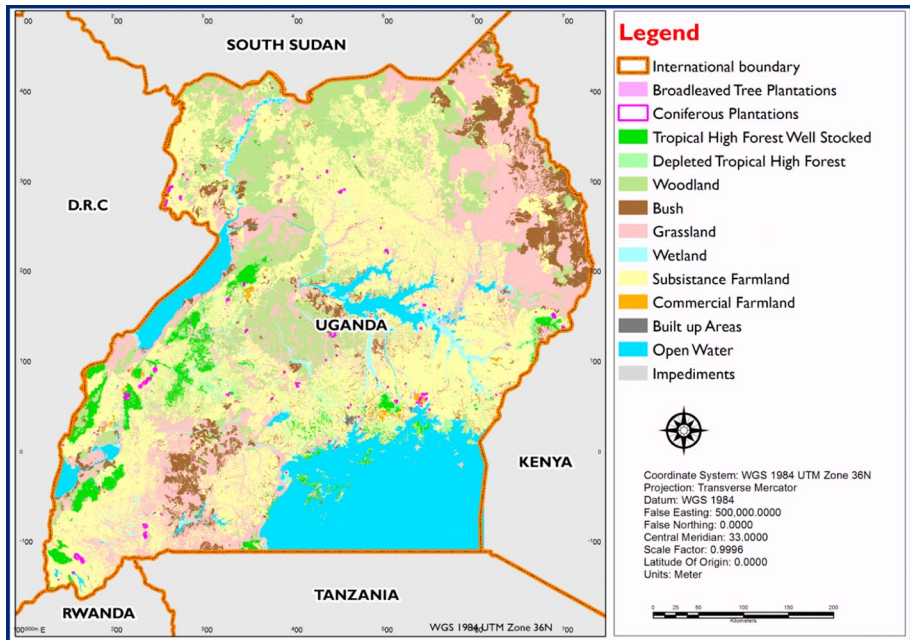 SOUTH SUDAN
D.R.C
UGANDA
KENYA
RWANDA
TANZANIA
WGS 1984 UTM Zone 36N
Legend
International boundary
Broadleaved Tree Plantations
Coniferous Plantations
Tropical High Forest Well Stocked
Depleted Tropical High Forest
Woodland
Bush
Grassland
Wetland
Subsistance Farmland
Commercial Farmland
Built up Areas
Open Water
Impediments
Coordinate System: WGS 1984 UTM Zone 36N
Projection: Transverse Mercator
Datum: WGS 1984
False Easting: 500,000.0000
False Northing: 0.0000
Central Meridian: 33.0000
Scale Factor: 0.9996
Latitude Of Origin: 0.0000
Units: Meter
0 25 50 100 150 200
Kilometers